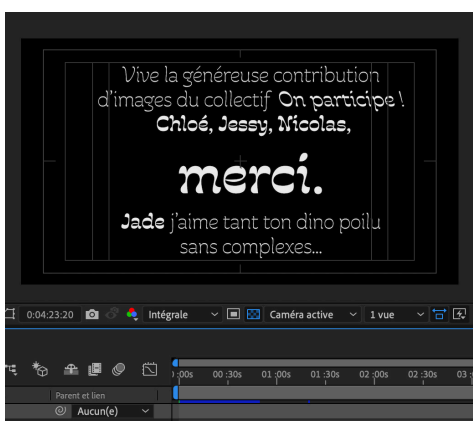 Vive la généreuse contribution
d'images du collectif On participe !
Chloé, Jessy, Nicolas,
merci.
Jade j'aime tant ton dino poilu
sans complexes...
0:04:23:20 Intégrale Caméra active 1 vue
):00s 00:30s 01:00s 01:30s 02:00s 02:30s 03:
Parent et lien
Aucun(e)